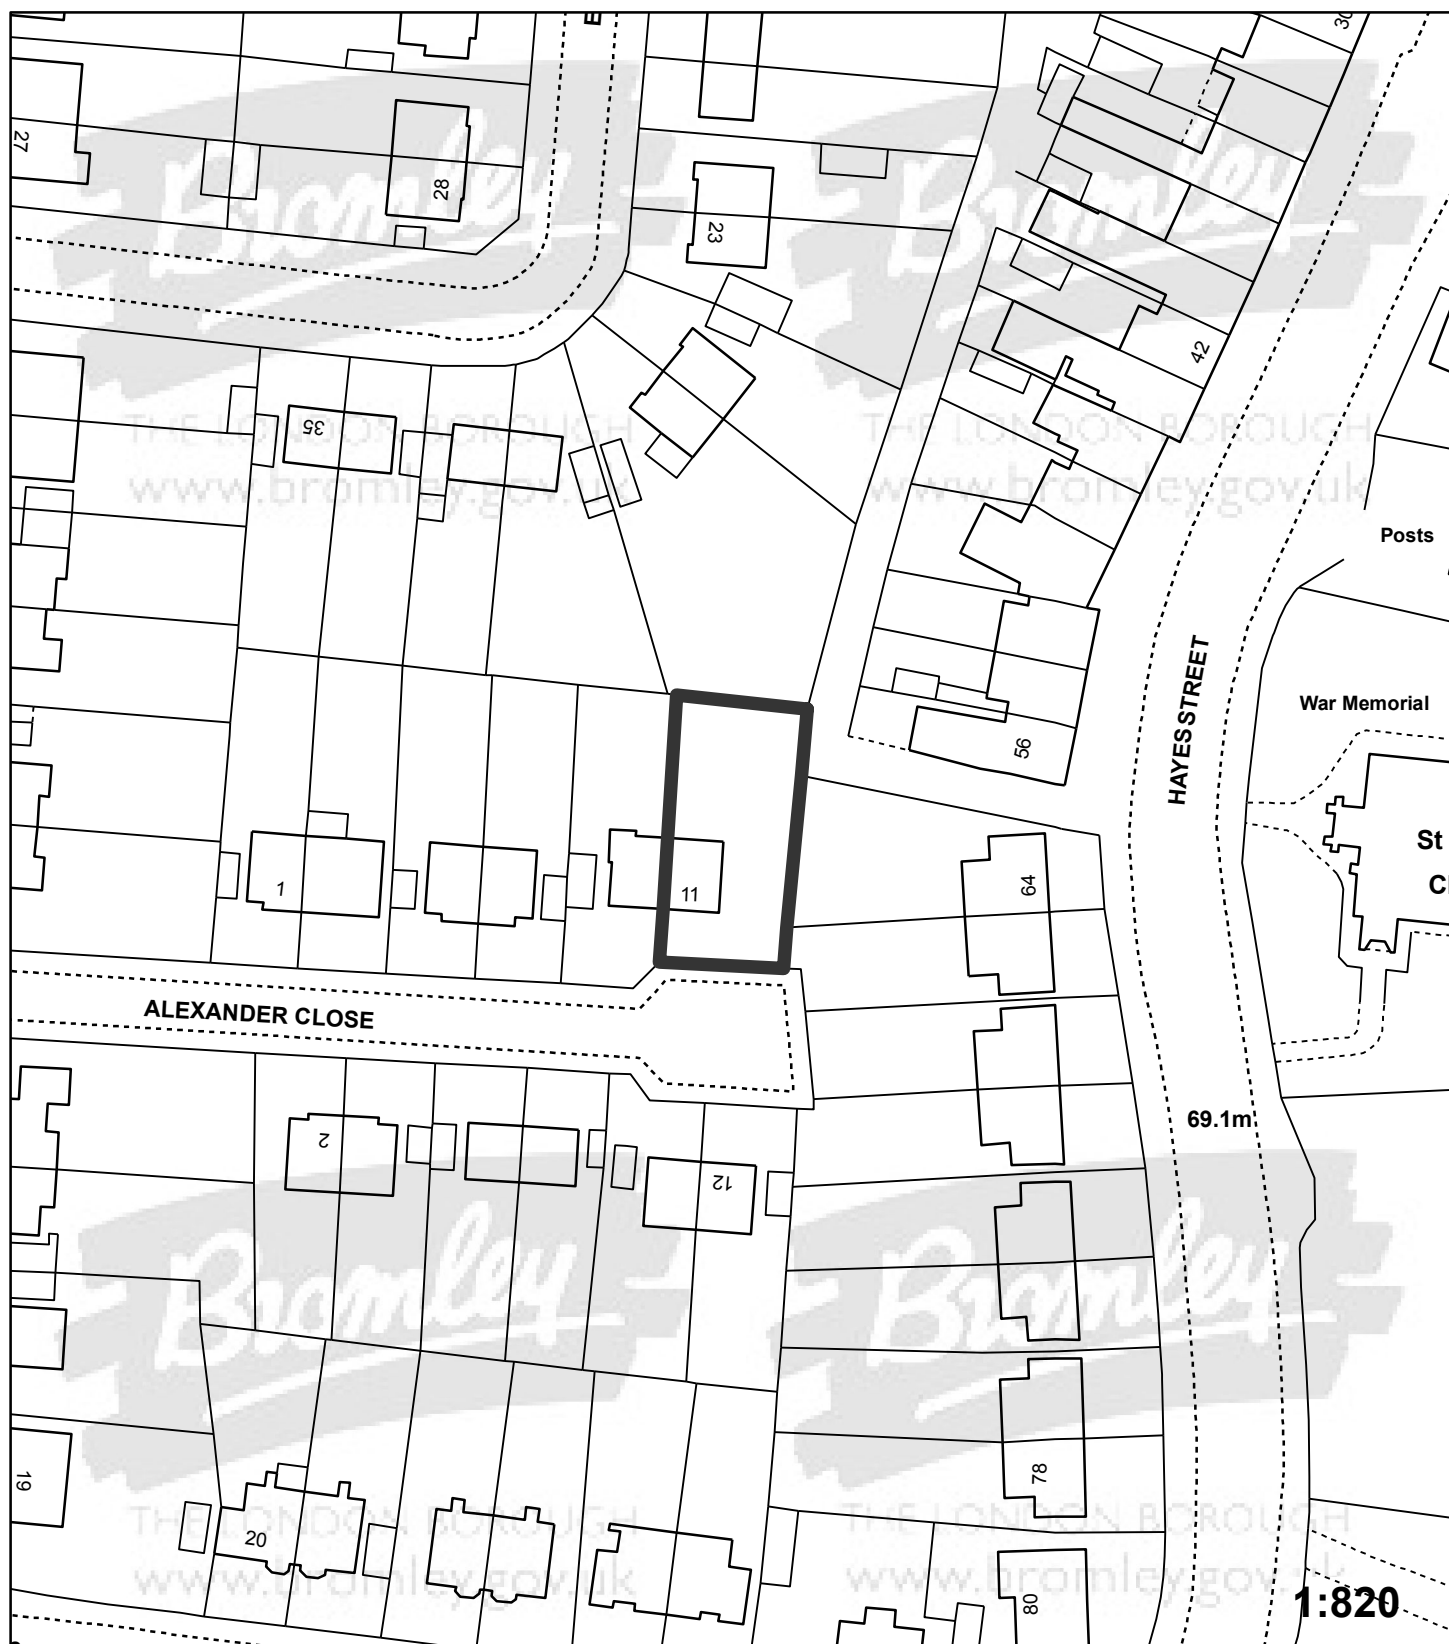 30
27
28
23
42
35
Posts
HAYES STREET
War Memorial
56
St
1
11
64
ALEXANDER CLOSE
69.1m
2
12
78
19
20
80
1:820
Bromley
THE LONDON BOROUGH
www.bromley.gov.uk
Bromley
THE LONDON BOROUGH
www.bromley.gov.uk
Bromley
THE LONDON BOROUGH
www.bromley.gov.uk
Bromley
THE LONDON BOROUGH
www.bromley.gov.uk